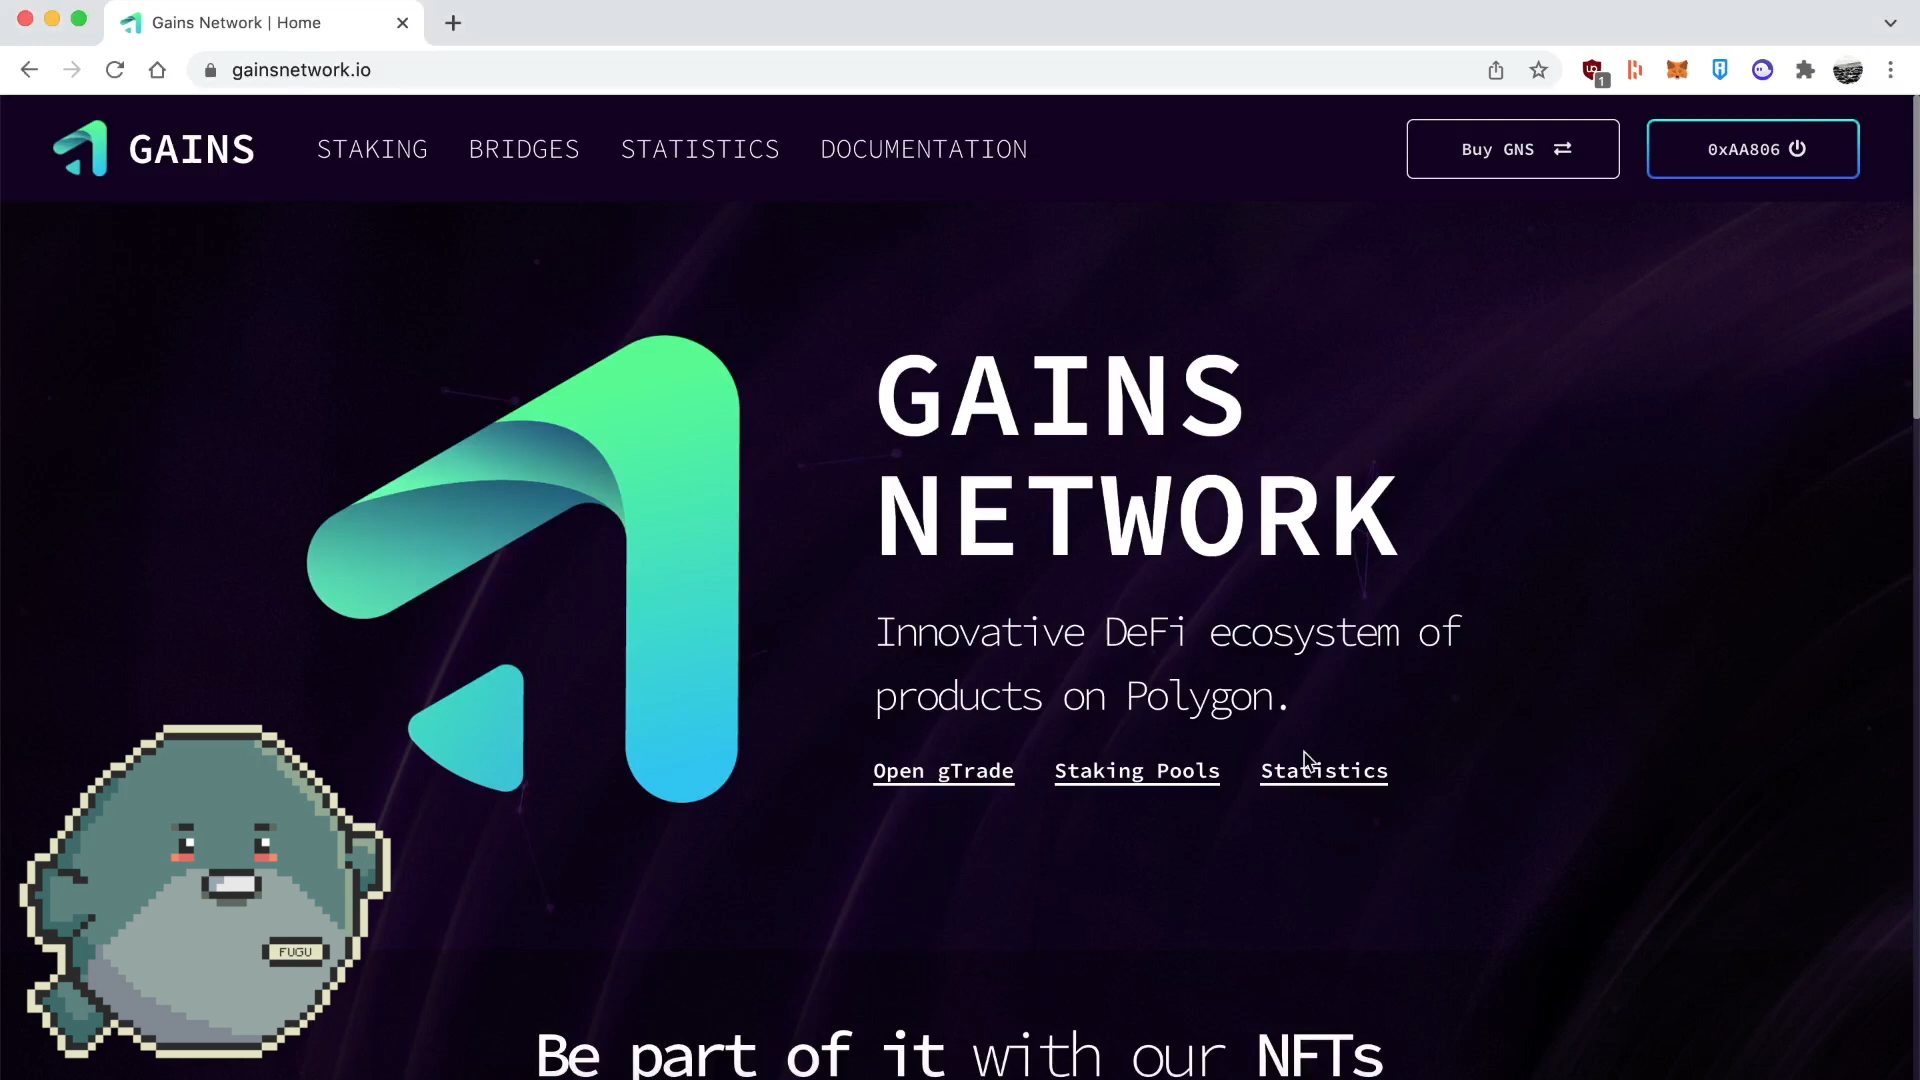 Gains Network | Home
gainsnetwork.io
1
GAINS
STAKING
BRIDGES
STATISTICS
DOCUMENTATION
Buy GNS
0xAA806
GAINS
NETWORK
Innovative DeFi ecosystem of
products on Polygon.
Open gTrade
Staking Pools
Statistics
FUGU
Be part of it with our NFTs